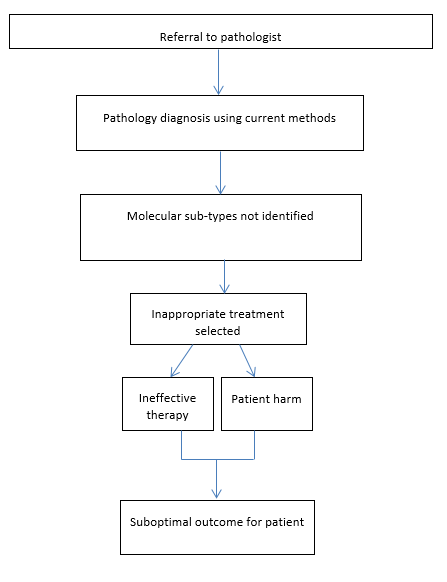 Referral to pathologist
Pathology diagnosis using current methods
Molecular sub-types not identified
Inappropriate treatment
selected
Ineffective
therapy
Patient harm
Suboptimal outcome for patient